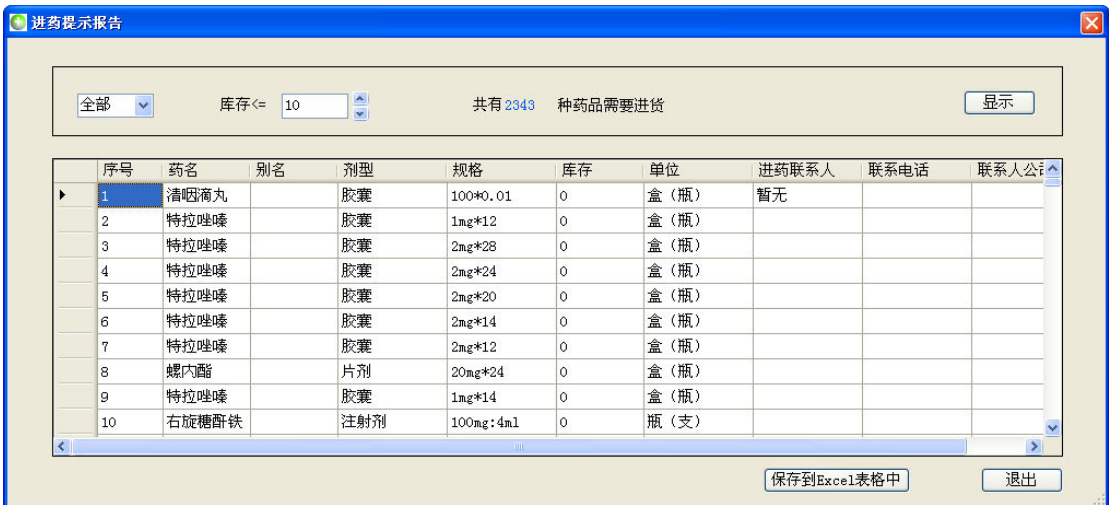 进药提示报告
全部 库存<= 10 共有2343 种药品需要进货 显示
序号 药名 别名 剂型 规格 库存 单位 进药联系人 联系电话 联系人公司
1 清咽滴丸 胶囊 100*0.01 0 盒（瓶） 暂无
2 特拉唑嗪 胶囊 1mg*12 0 盒（瓶）
3 特拉唑嗪 胶囊 2mg*28 0 盒（瓶）
4 特拉唑嗪 胶囊 2mg*24 0 盒（瓶）
5 特拉唑嗪 胶囊 2mg*20 0 盒（瓶）
6 特拉唑嗪 胶囊 2mg*14 0 盒（瓶）
7 特拉唑嗪 胶囊 2mg*12 0 盒（瓶）
8 螺内酯 片剂 20mg*24 0 盒（瓶）
9 特拉唑嗪 胶囊 1mg*14 0 盒（瓶）
10 右旋糖酐铁 注射剂 100mg:4ml 0 瓶（支）
保存到Excel表格中 退出